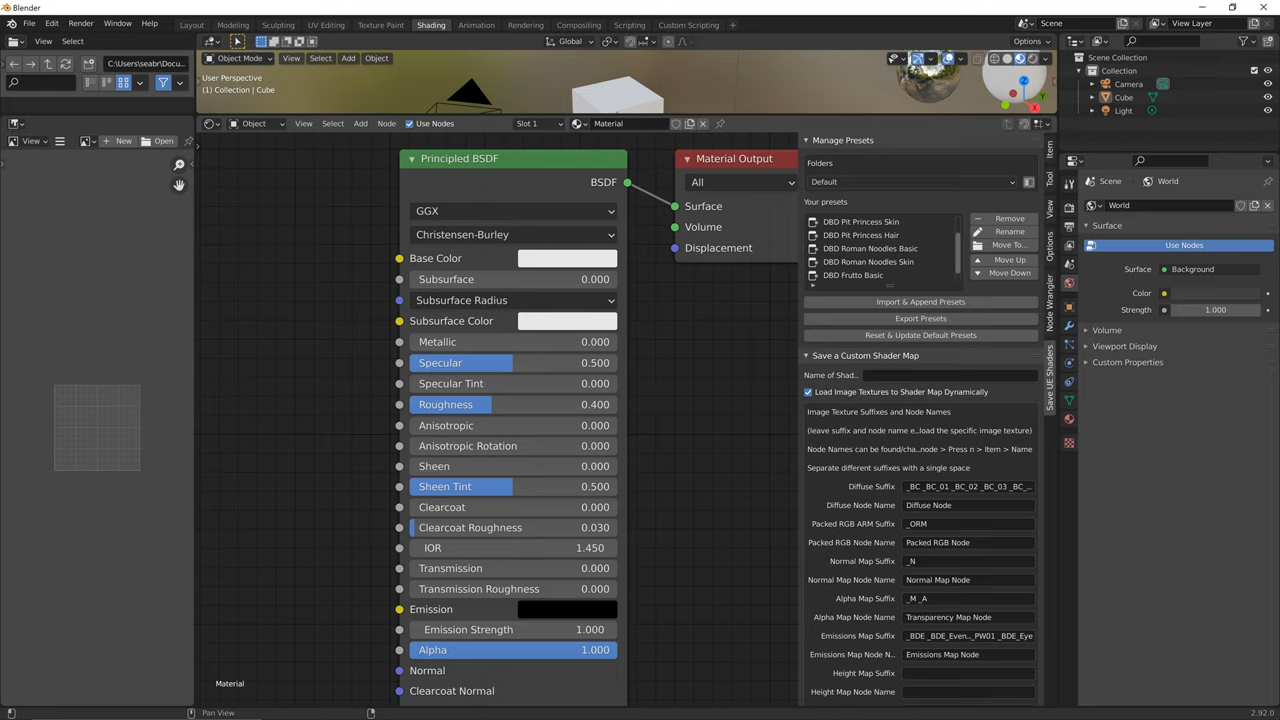 Blender
File Edit Render Window Help Layout Modeling Sculpting UV Editing Texture Paint Shading Animation Rendering Compositing Scripting Custom Scripting + Scene View Layer
View Select Global Options
C:\Users\seabr\Docu... Object Mode View Select Add Object
User Perspective
(1) Collection | Cube
Z
Y
X
Scene Collection
Collection
Camera
Cube
Light
Object View Select Add Node Use Nodes Slot 1 Material
View + New Open
Principled BSDF
BSDF
GGX
Christensen-Burley
Base Color
Subsurface 0.000
Subsurface Radius
Subsurface Color
Metallic 0.000
Specular 0.500
Specular Tint 0.000
Roughness 0.400
Anisotropic 0.000
Anisotropic Rotation 0.000
Sheen 0.000
Sheen Tint 0.500
Clearcoat 0.000
Clearcoat Roughness 0.030
IOR 1.450
Transmission 0.000
Transmission Roughness 0.000
Emission
Emission Strength 1.000
Alpha 1.000
Normal
Clearcoat Normal
Material
Material Output
All
Surface
Volume
Displacement
Manage Presets
Folders
Default
Your presets
DBD Pit Princess Skin
DBD Pit Princess Hair
DBD Roman Noodles Basic
DBD Roman Noodles Skin
DBD Frutto Basic
Remove
Rename
Move To...
Move Up
Move Down
Import & Append Presets
Export Presets
Reset & Update Default Presets
Save a Custom Shader Map
Name of Shad..
Load Image Textures to Shader Map Dynamically
Image Texture Suffixes and Node Names
(leave suffix and node name e...load the specific image texture)
Node Names can be found/cha...node > Press n > Item > Name
Separate different suffixes with a single space
Diffuse Suffix _BC _BC_01 _BC_02 _BC_03 _BC_...
Diffuse Node Name Diffuse Node
Packed RGB ARM Suffix _ORM
Packed RGB Node Name Packed RGB Node
Normal Map Suffix _N
Normal Map Node Name Normal Map Node
Alpha Map Suffix _M _A
Alpha Map Node Name Transparency Map Node
Emissions Map Suffix _BDE _BDE_Even..._PW01 _BDE_Eye
Emissions Map Node N... Emissions Map Node
Height Map Suffix
Height Map Node Name
Item
Tool
View
Options
Node Wrangler
Save UE Shaders
Scene World
World
Surface
Use Nodes
Surface Background
Color
Strength 1.000
Volume
Viewport Display
Custom Properties
Pan View 2.92.0